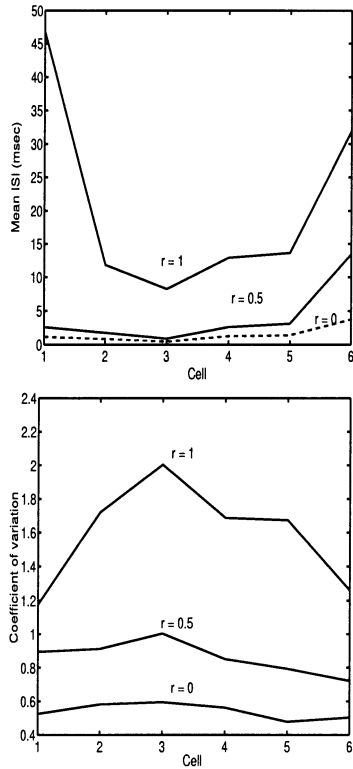 50
45
40
35
30
25
20
15
10
5
0
Mean ISI (msec)
r = 1
r = 0.5
r = 0
1 2 3 4 5 6
Cell
2.4
2.2
2
1.8
1.6
1.4
1.2
1
0.8
0.6
0.4
Coefficient of variation
r = 1
r = 0.5
r = 0
1 2 3 4 5 6
Cell